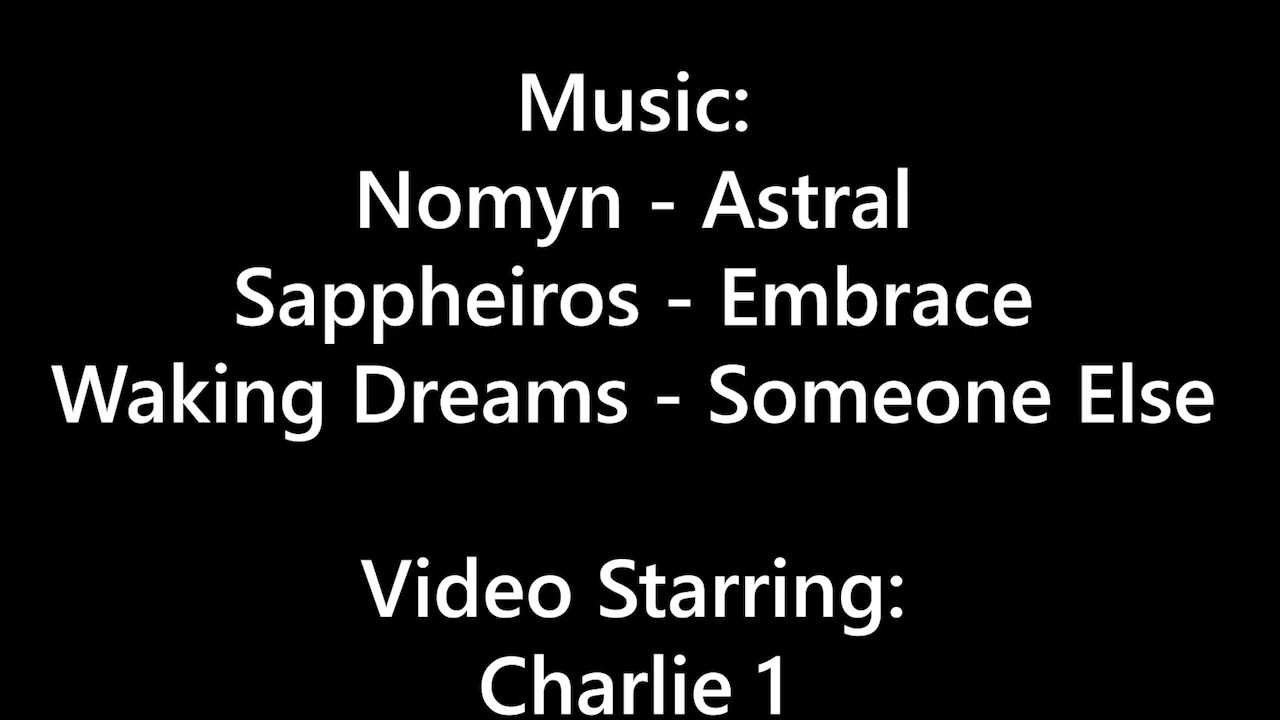 Music:
Nomyn - Astral
Sappheiros - Embrace
Waking Dreams - Someone Else
Video Starring:
Charlie 1